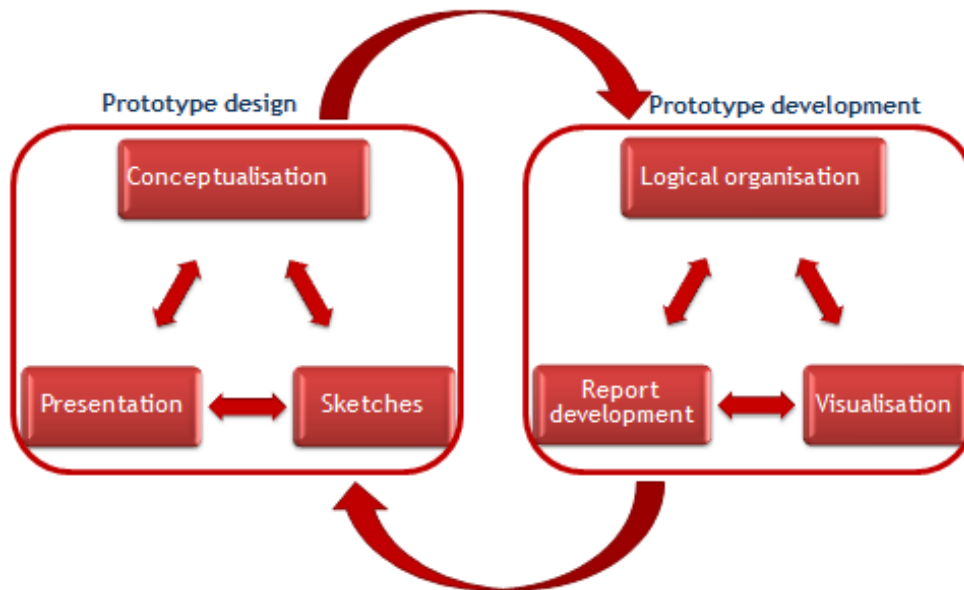 Prototype design
Prototype development
Conceptualisation
Logical organisation
Presentation
Sketches
Report
development
Visualisation